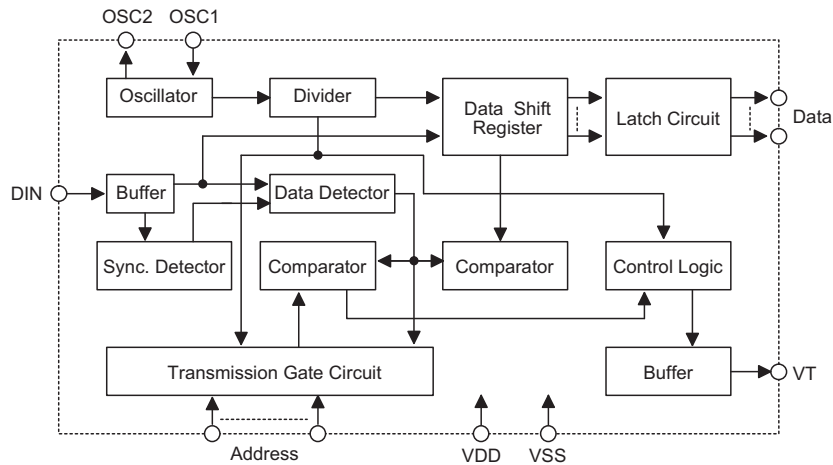 OSC2 OSC1
Oscillator
Divider
Data Shift
Register
Latch Circuit
Data
DIN
Buffer
Data Detector
Sync. Detector
Comparator
Comparator
Control Logic
Transmission Gate Circuit
Buffer
VT
Address
VDD
VSS